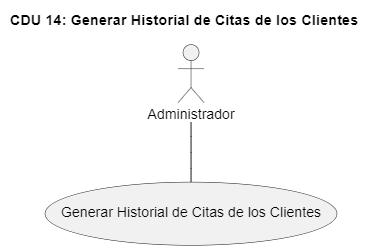 CDU 14: Generar Historial de Citas de los Clientes
Administrador
Generar Historial de Citas de los Clientes